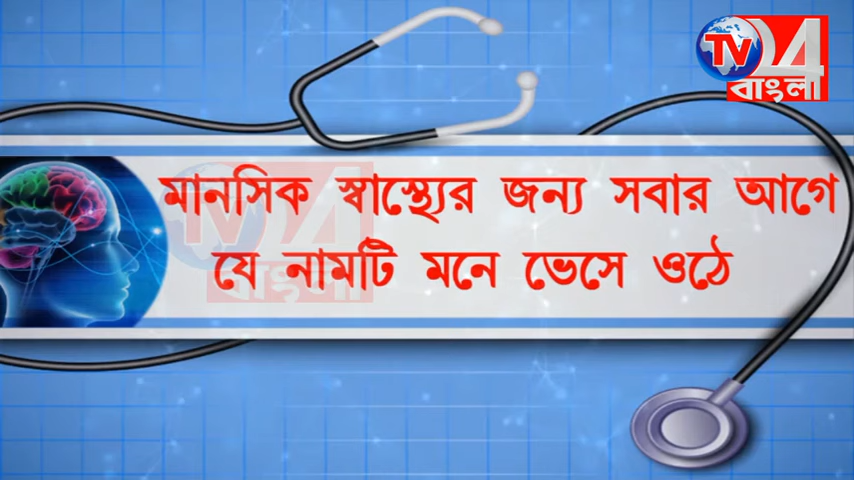 TV 24
বাংলা
মানসিক স্বাস্থ্যের জন্য সবার আগে
যে নামটি মনে ভেসে ওঠে